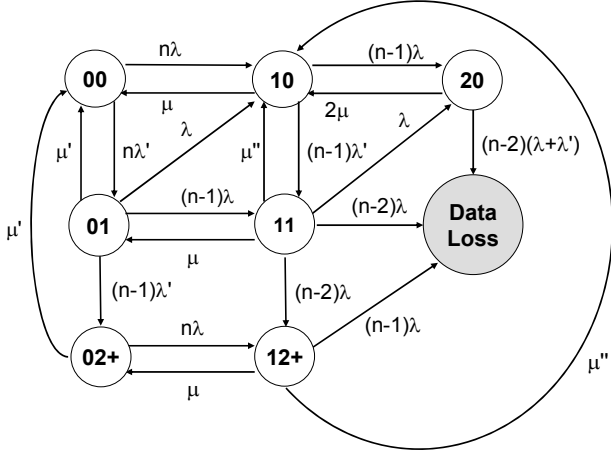 nλ
(n-1)λ
00
10
20
μ
2μ
μ'
nλ'
λ
μ''
(n-1)λ'
λ
(n-2)(λ+λ')
(n-1)λ
(n-2)λ
01
11
Data
Loss
μ
μ'
(n-1)λ'
(n-2)λ
(n-1)λ
nλ
02+
12+
μ
μ''